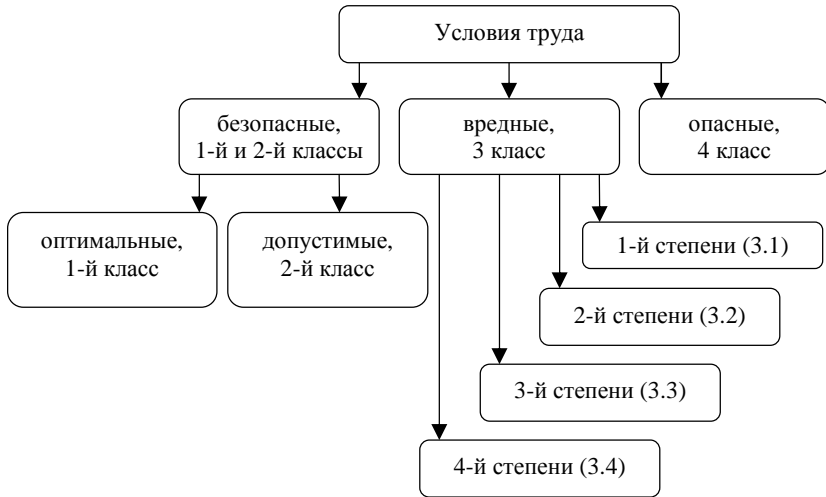 Условия труда
безопасные,
1-й и 2-й классы
вредные,
3 класс
опасные,
4 класс
оптимальные,
1-й класс
допустимые,
2-й класс
1-й степени (3.1)
2-й степени (3.2)
3-й степени (3.3)
4-й степени (3.4)